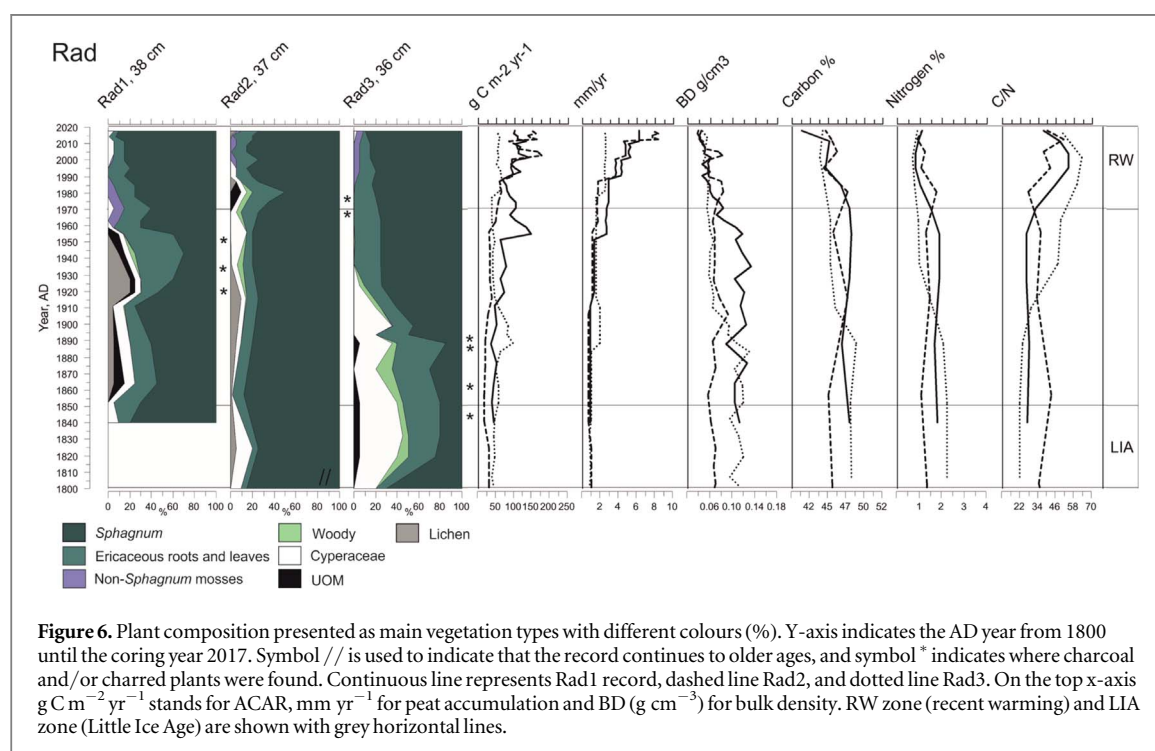 Rad
Rad1, 38 cm
Rad2, 37 cm
Rad3, 36 cm
g C m-2 yr-1
mm/yr
BD g/cm3
Carbon %
Nitrogen %
C/N
Year, AD
2020
2010
2000
1990
1980
1970
1960
1950
1940
1930
1920
1910
1900
1890
1880
1870
1860
1850
1840
1830
1820
1810
1800
* * * * * * * * *
//
RW
LIA
0 20 40 60 80 100
% % %
0 20 40 60 80 100
0 20 40 60 80 100
50 100 150 200 250
2 4 6 8 10
0.06 0.10 0.14 0.18
42 45 47 50 52
1 2 3 4
22 34 46 58 70
Sphagnum
Ericaceous roots and leaves
Non-Sphagnum mosses
Woody
Cyperaceae
UOM
Lichen
Figure 6. Plant composition presented as main vegetation types with different colours (%). Y-axis indicates the AD year from 1800
until the coring year 2017. Symbol // is used to indicate that the record continues to older ages, and symbol * indicates where charcoal
and/or charred plants were found. Continuous line represents Rad1 record, dashed line Rad2, and dotted line Rad3. On the top x-axis
g C m−2 yr−1 stands for ACAR, mm yr−1 for peat accumulation and BD (g cm−3) for bulk density. RW zone (recent warming) and LIA
zone (Little Ice Age) are shown with grey horizontal lines.